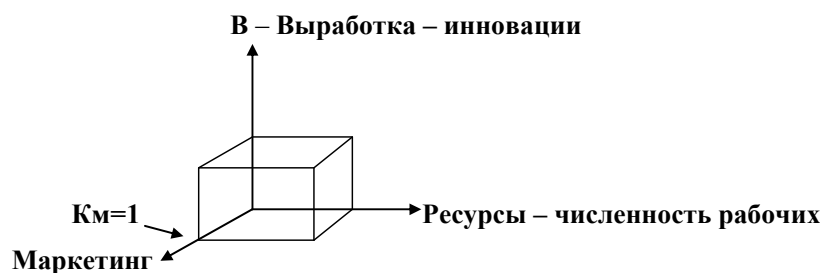 В – Выработка – инновации
Км=1
Ресурсы – численность рабочих
Маркетинг